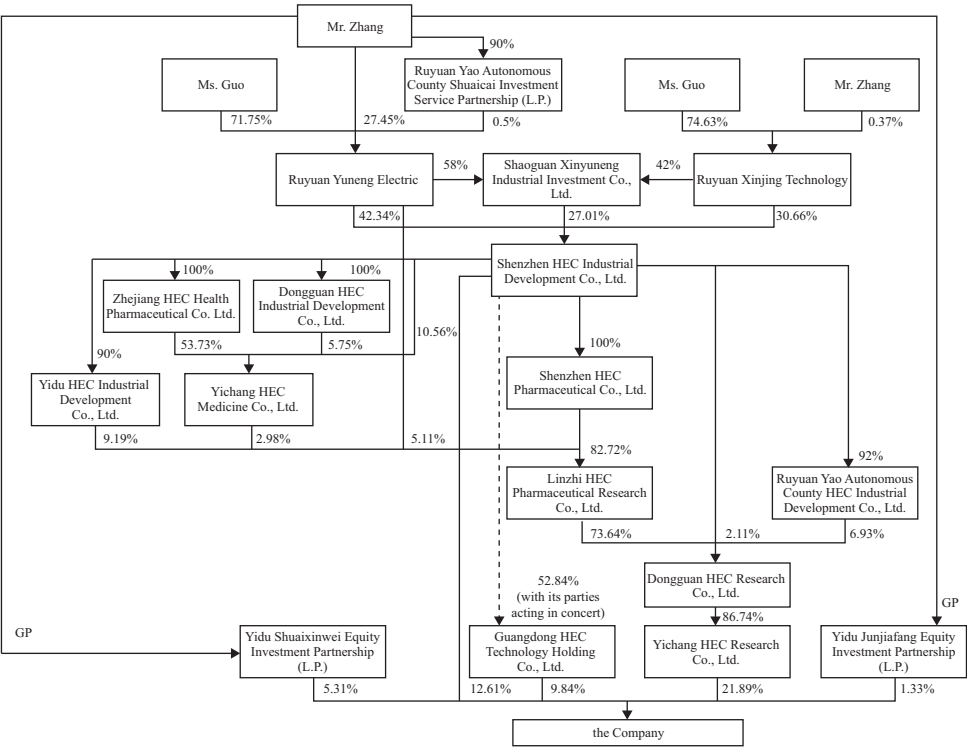 Mr. Zhang
90%
Ms. Guo
Ruyuan Yao Autonomous
County Shuaicai Investment
Service Partnership (L.P.)
Ms. Guo
Mr. Zhang
71.75%
27.45%
0.5%
74.63%
0.37%
Ruyuan Yuneng Electric
58%
Shaoguan Xinyuneng
Industrial Investment Co.,
Ltd.
42%
Ruyuan Xinjing Technology
42.34%
27.01%
30.66%
Shenzhen HEC Industrial
Development Co., Ltd.
100%
100%
Zhejiang HEC Health
Pharmaceutical Co. Ltd.
Dongguan HEC
Industrial Development
Co., Ltd.
10.56%
53.73%
5.75%
100%
90%
Yidu HEC Industrial
Development
Co., Ltd.
Yichang HEC
Medicine Co., Ltd.
Shenzhen HEC
Pharmaceutical Co., Ltd.
9.19%
2.98%
5.11%
82.72%
92%
Linzhi HEC
Pharmaceutical Research
Co., Ltd.
Ruyuan Yao Autonomous
County HEC Industrial
Development Co., Ltd.
73.64%
2.11%
6.93%
Dongguan HEC Research
Co., Ltd.
52.84%
(with its parties
acting in concert)
86.74%
GP
GP
Yidu Shuaixinwei Equity
Investment Partnership
(L.P.)
Guangdong HEC
Technology Holding
Co., Ltd.
Yichang HEC Research
Co., Ltd.
Yidu Junjiafang Equity
Investment Partnership
(L.P.)
5.31%
12.61%
9.84%
21.89%
1.33%
the Company